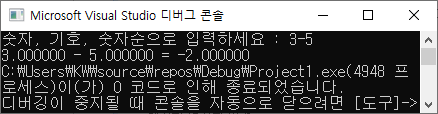 Microsoft Visual Studio 디버그 콘솔
숫자, 기호, 숫자순으로 입력하세요 : 3-5
3.000000 - 5.000000 = -2.000000
C:\Users\KW\source\repos\Debug\Project1.exe(4948 프
로세스)이(가) 0 코드로 인해 종료되었습니다.
디버깅이 중지될 때 콘솔을 자동으로 닫으려면 [도구]->